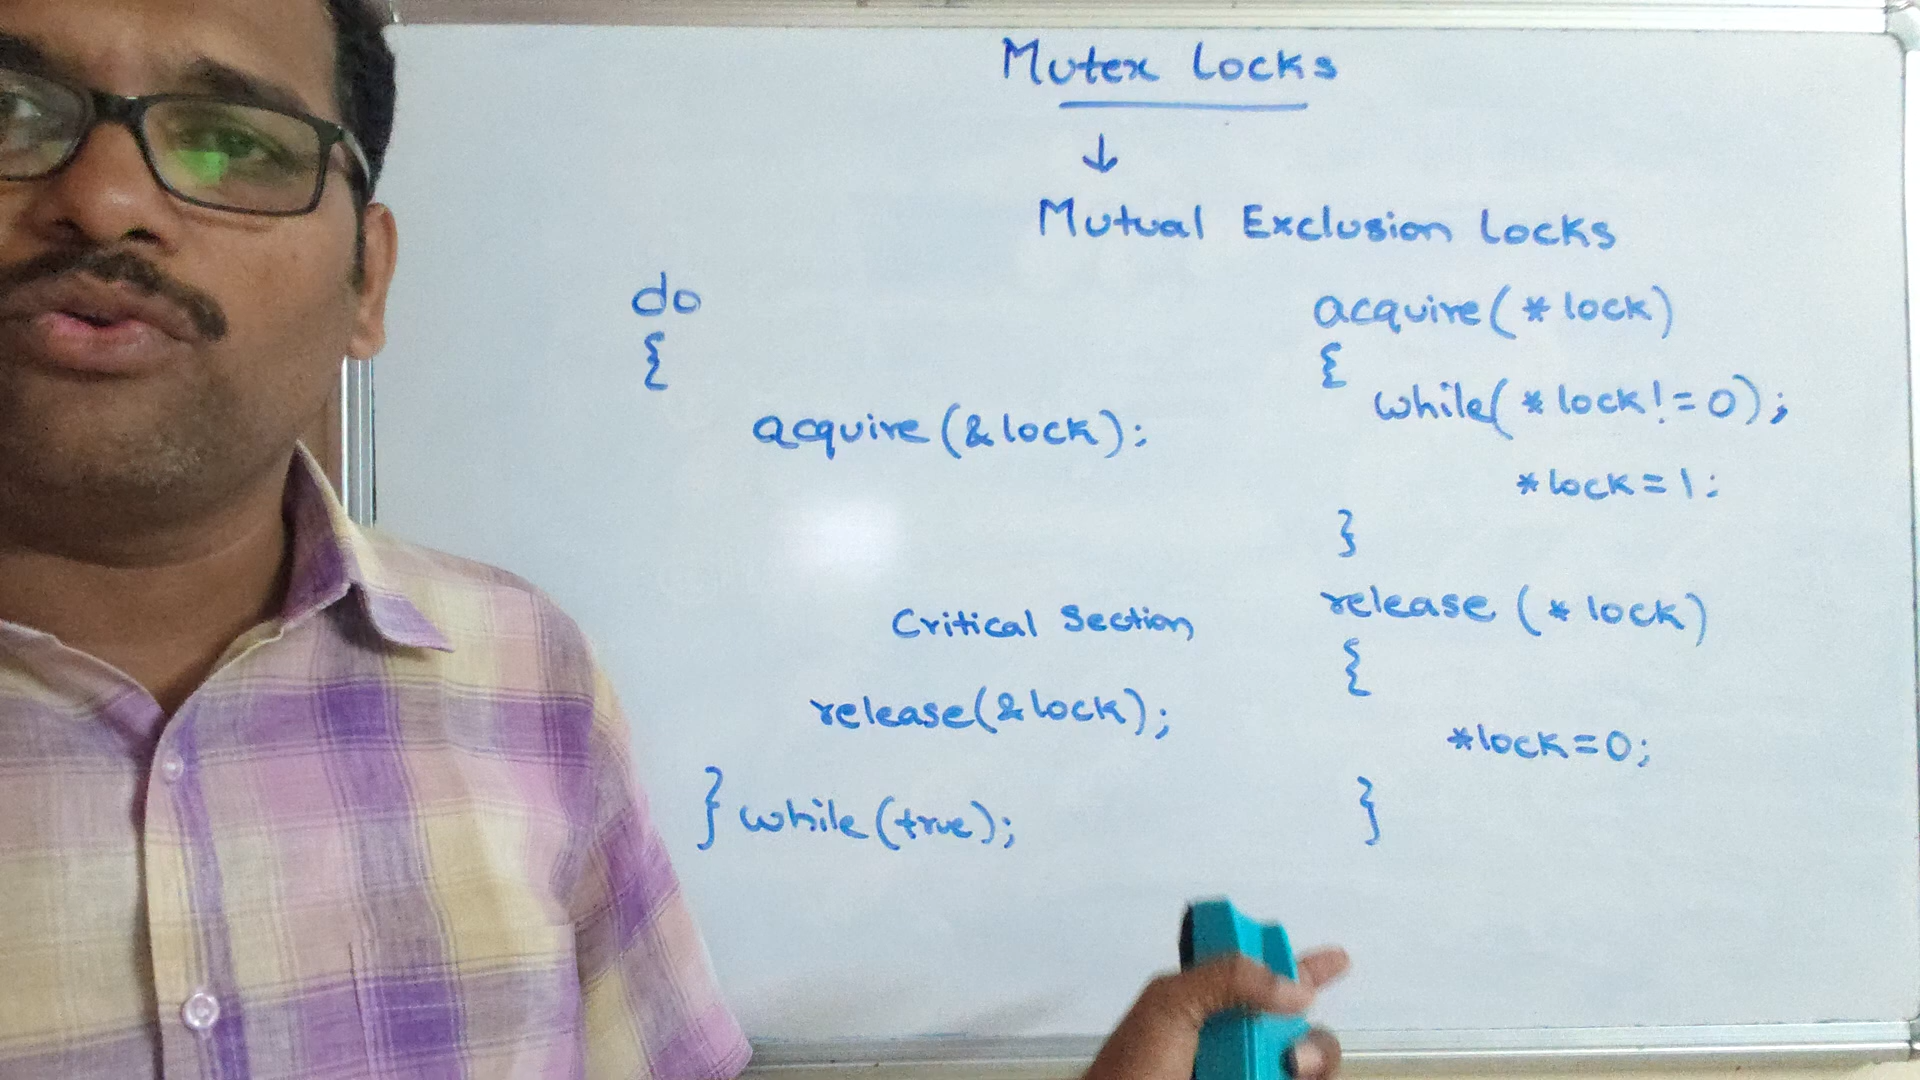 Mutex Locks
↓
Mutual Exclusion Locks
do
{
acquire(&lock);
Critical Section
release(&lock);
} while(true);
acquire(* lock)
{
while(* lock!=0);
*lock=1;
}
release (* lock)
{
*lock=0;
}